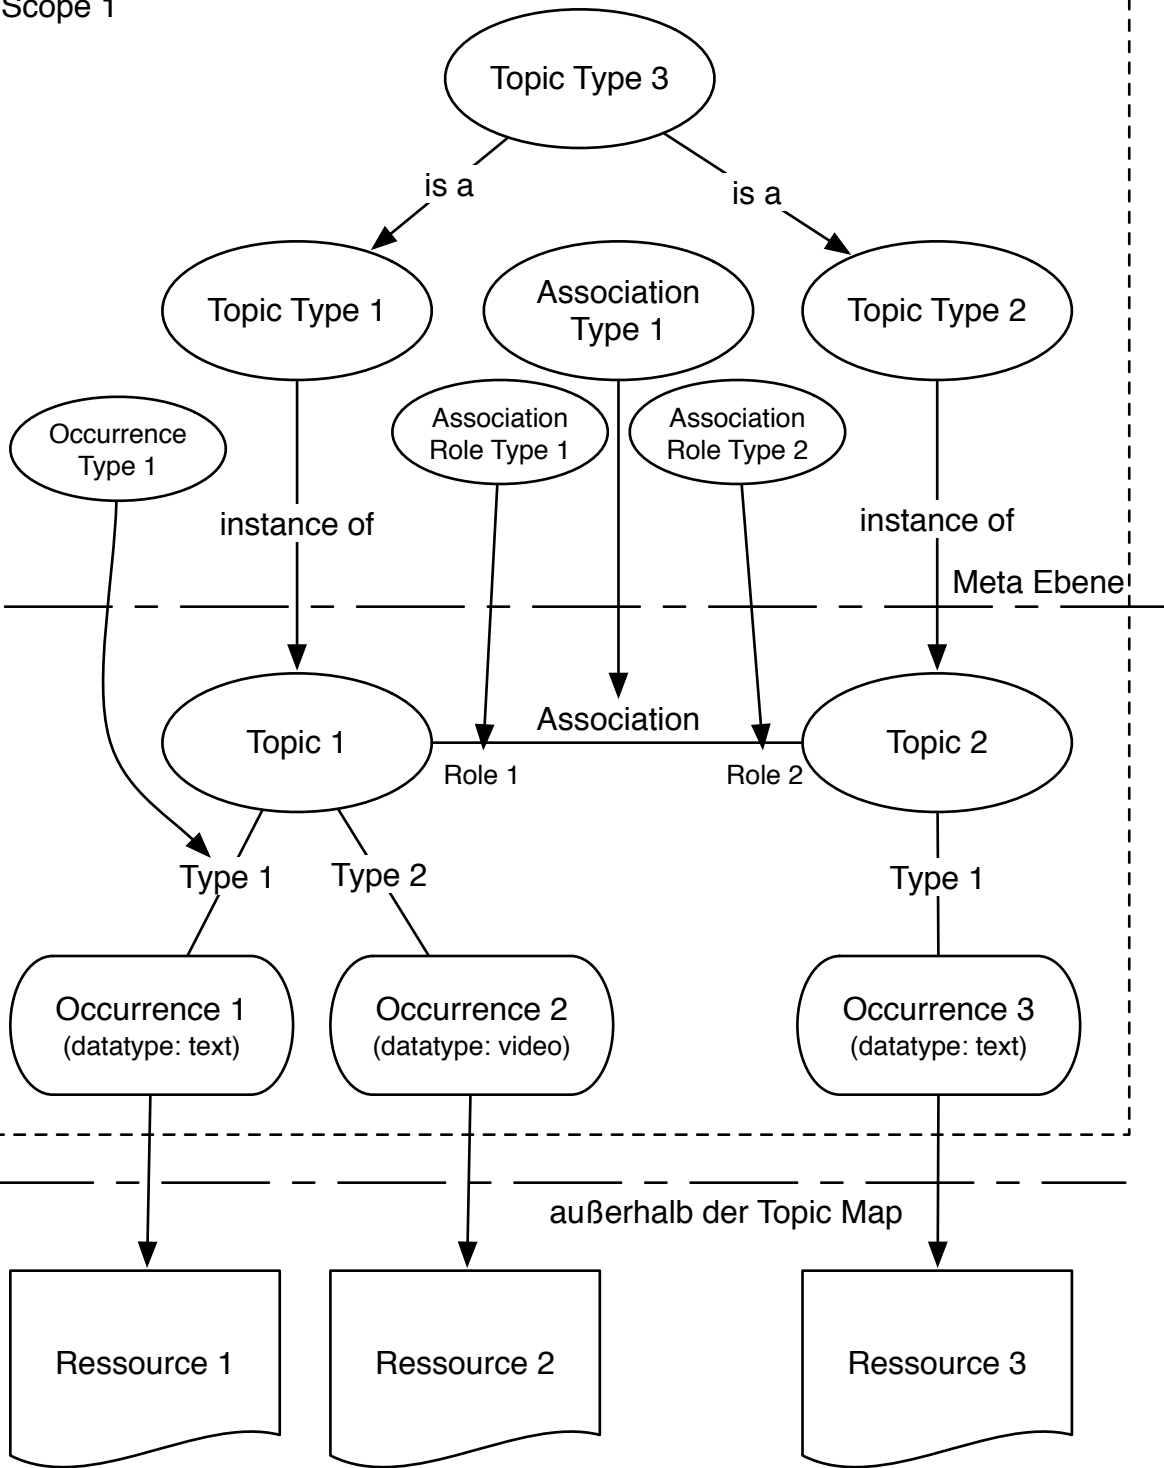 Scope 1
Topic Type 3
is a
is a
Topic Type 1
Association
Type 1
Topic Type 2
Occurrence
Type 1
Association
Role Type 1
Association
Role Type 2
instance of
instance of
Meta Ebene
Topic 1
Association
Topic 2
Role 1
Role 2
Type 1
Type 2
Type 1
Occurrence 1
(datatype: text)
Occurrence 2
(datatype: video)
Occurrence 3
(datatype: text)
außerhalb der Topic Map
Ressource 1
Ressource 2
Ressource 3